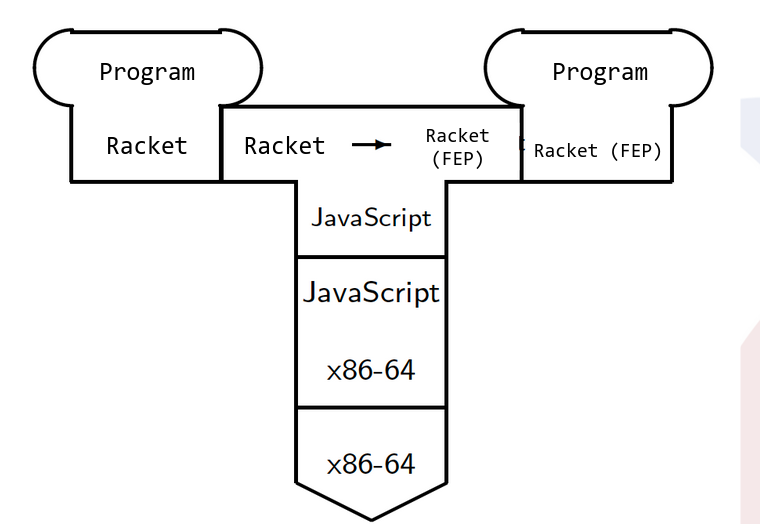 Program
Program
Racket
Racket
Racket
(FEP)
Racket (FEP)
JavaScript
JavaScript
x86-64
x86-64